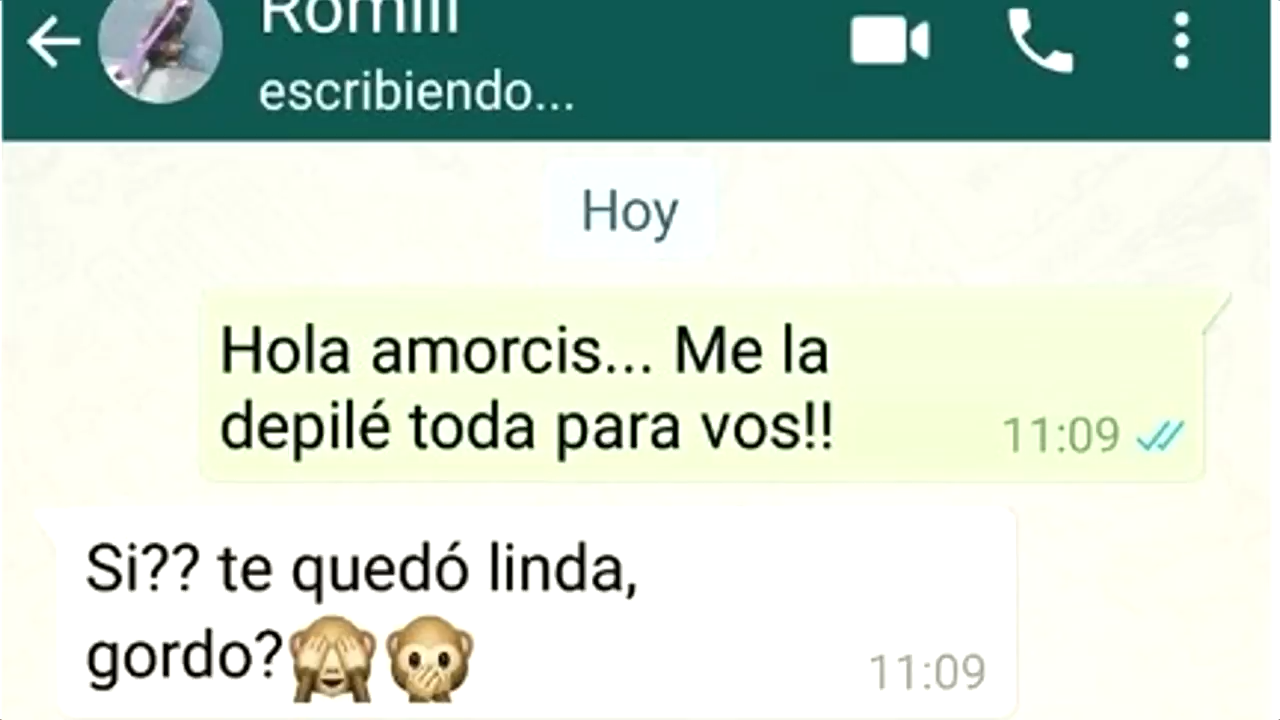 Romili
escribiendo...
Hoy
Hola amorcis... Me la
depilé toda para vos!!
11:09
Si?? te quedó linda,
gordo?🙈🙊
11:09